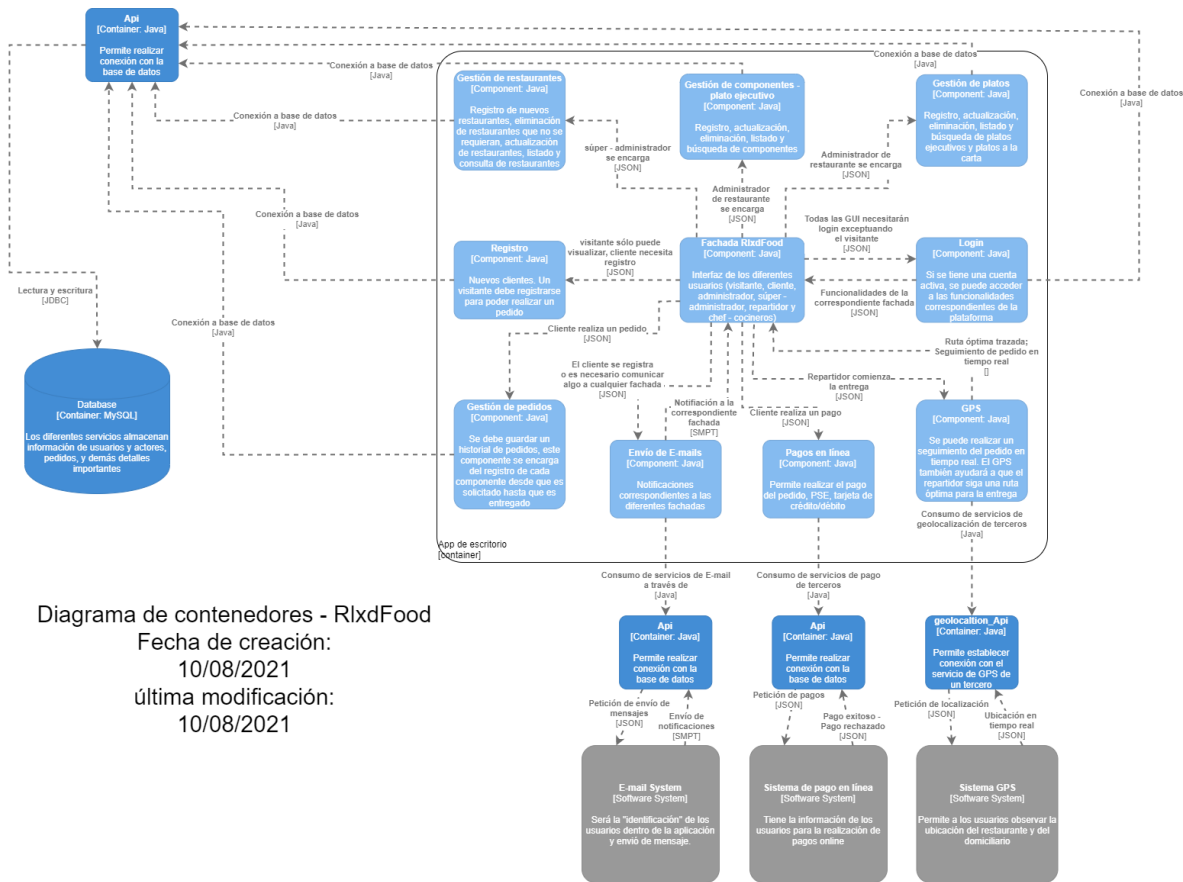 Api
[Container: Java]
Permite realizar
conexión con la
base de datos
Conexión a base de datos
[Java]
Conexión a base de datos
[Java]
Conexión a base de datos
[Java]
Conexión a base de datos
[Java]
Gestión de restaurantes
[Component: Java]
Registro de nuevos
restaurantes, eliminación
de restaurantes que no se
requieran, actualización
de restaurantes, listado y
consulta de restaurantes
Gestión de componentes -
plato ejecutivo
[Component: Java]
Registro, actualización,
eliminación, listado y
búsqueda de componentes
Gestión de platos
[Component: Java]
Registro, actualización,
eliminación, listado y
búsqueda de platos
ejecutivos y platos a la
carta
súper - administrador
se encarga
[JSON]
Administrador de
restaurante se encarga
[JSON]
Administrador
de restaurante se
encarga
[JSON]
Conexión a base de datos
[Java]
Registro
[Component: Java]
Nuevos clientes. Un
visitante debe registrarse
para poder realizar un
pedido
visitante sólo puede
visualizar, cliente necesita
registro
[JSON]
Fachada RlxdFood
[Component: Java]
Interfaz de los diferentes
usuarios (visitante, cliente,
administrador, súper -
administrador, repartidor y
chef - cocineros)
Todas las GUI necesitarán
login exceptuando
el visitante
[JSON]
Funcionalidades de la
correspondiente fachada
[JSON]
Login
[Component: Java]
Si se tiene una cuenta
activa, se puede acceder
a las funcionalidades
correspondientes de la
plataforma
Lectura y escritura
[JDBC]
Conexión a base de datos
[Java]
Cliente realiza un pedido
[JSON]
El cliente se registra
o es necesario comunicar
algo a cualquier fachada
[JSON]
Notifiación a la
correspondiente
fachada
[SMPT]
Repartidor comienza
la entrega
[JSON]
Cliente realiza un pago
[JSON]
Ruta óptima trazada;
Seguimiento de pedido en
tiempo real
[]
Database
[Container: MySQL]
Los diferentes servicios almacenan
información de usuarios y actores,
pedidos, y demás detalles
importantes
Gestión de pedidos
[Component: Java]
Se debe guardar un
historial de pedidos, este
componente se encarga
del registro de cada
componente desde que es
solicitado hasta que es
entregado
Envío de E-mails
[Component: Java]
Notificaciones
correspondientes a las
diferentes fachadas
Pagos en línea
[Component: Java]
Permite realizar el pago
del pedido, PSE, tarjeta de
crédito/débito
GPS
[Component: Java]
Se puede realizar un
seguimiento del pedido en
tiempo real. El GPS
también ayudará a que el
repartidor siga una ruta
óptima para la entrega
App de escritorio
[container]
Consumo de servicios de E-mail
a través de
[Java]
Consumo de servicios de pago
de terceros
[Java]
Consumo de servicios de
geolocalización de terceros
[Java]
Diagrama de contenedores - RlxdFood
Fecha de creación:
10/08/2021
última modificación:
10/08/2021
Api
[Container: Java]
Permite realizar
conexión con la
base de datos
Api
[Container: Java]
Permite realizar
conexión con la
base de datos
geolocaltion_Api
[Container: Java]
Permite establecer
conexión con el
servicio de GPS de
un tercero
Petición de envío de
mensajes
[JSON]
Envío de
notificaciones
[SMPT]
Petición de pagos
[JSON]
Pago exitoso -
Pago rechazado
[JSON]
Petición de localización
[JSON]
Ubicación en
tiempo real
[JSON]
E-mail System
[Software System]
Será la "identificación" de los
usuarios dentro de la aplicación
y envió de mensaje.
Sistema de pago en línea
[Software System]
Tiene la información de los
usuarios para la realización de
pagos online
Sistema GPS
[Software System]
Permite a los usuarios observar la
ubicación del restaurante y del
domiciliario